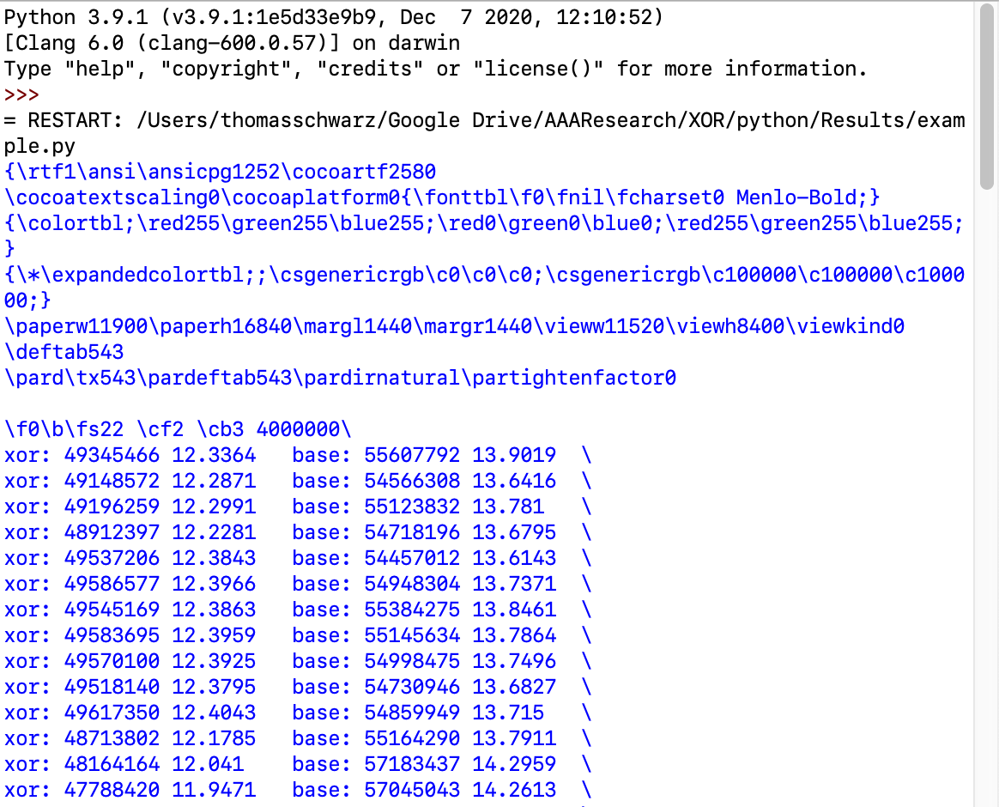 Python 3.9.1 (v3.9.1:1e5d33e9b9, Dec  7 2020, 12:10:52)
[Clang 6.0 (clang-600.0.57)] on darwin
Type "help", "copyright", "credits" or "license()" for more information.
>>>
= RESTART: /Users/thomasschwarz/Google Drive/AAAResearch/XOR/python/Results/exam
ple.py
{\rtf1\ansi\ansicpg1252\cocoartf2580
\cocoatextscaling0\cocoaplatform0{\fonttbl\f0\fnil\fcharset0 Menlo-Bold;}
{\colortbl;\red255\green255\blue255;\red0\green0\blue0;\red255\green255\blue255;
}
{\*\expandedcolortbl;;\csgenericrgb\c0\c0\c0;\csgenericrgb\c100000\c100000\c1000
00;}
\paperw11900\paperh16840\margl1440\margr1440\vieww11520\viewh8400\viewkind0
\deftab543
\pard\tx543\pardeftab543\pardirnatural\partightenfactor0

\f0\b\fs22 \cf2 \cb3 4000000\
xor: 49345466 12.3364   base: 55607792 13.9019  \
xor: 49148572 12.2871   base: 54566308 13.6416  \
xor: 49196259 12.2991   base: 55123832 13.781   \
xor: 48912397 12.2281   base: 54718196 13.6795  \
xor: 49537206 12.3843   base: 54457012 13.6143  \
xor: 49586577 12.3966   base: 54948304 13.7371  \
xor: 49545169 12.3863   base: 55384275 13.8461  \
xor: 49583695 12.3959   base: 55145634 13.7864  \
xor: 49570100 12.3925   base: 54998475 13.7496  \
xor: 49518140 12.3795   base: 54730946 13.6827  \
xor: 49617350 12.4043   base: 54859949 13.715   \
xor: 48713802 12.1785   base: 55164290 13.7911  \
xor: 48164164 12.041    base: 57183437 14.2959  \
xor: 47788420 11.9471   base: 57045043 14.2613  \